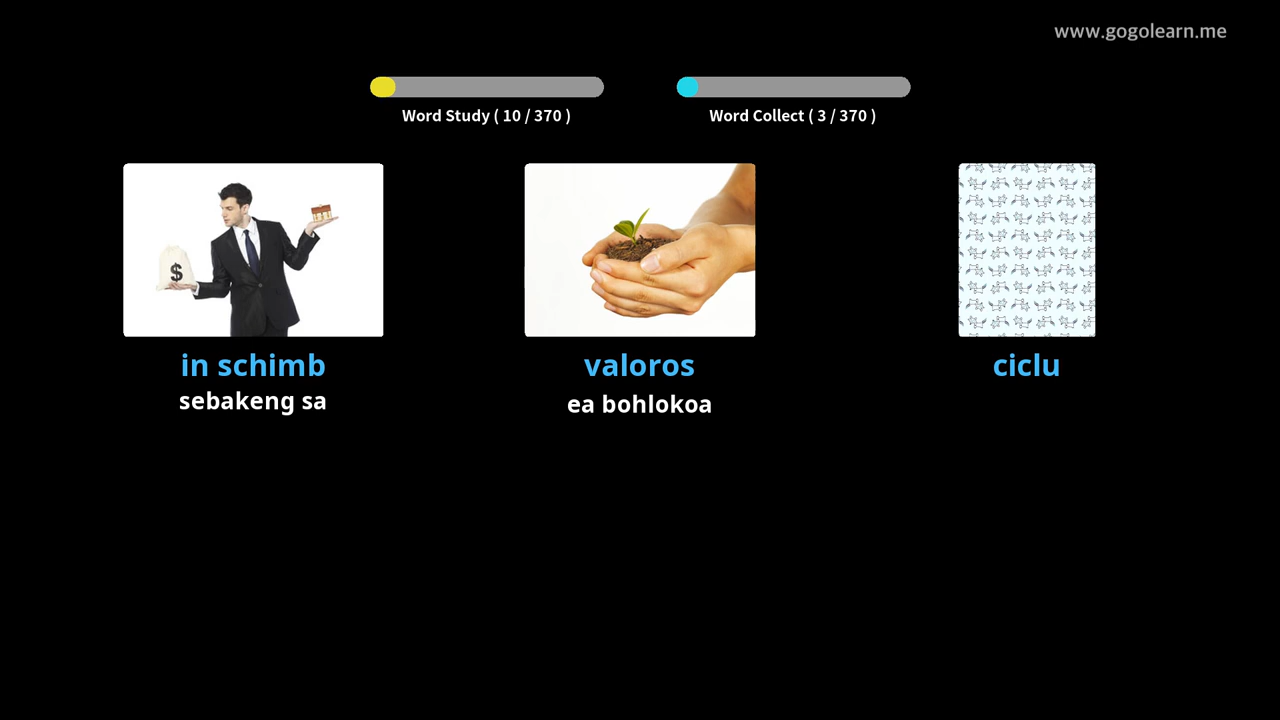 www.gogolearn.me
Word Study ( 10 / 370 )
Word Collect ( 3 / 370 )
$
in schimb
valoros
ciclu
sebakeng sa
ea bohlokoa